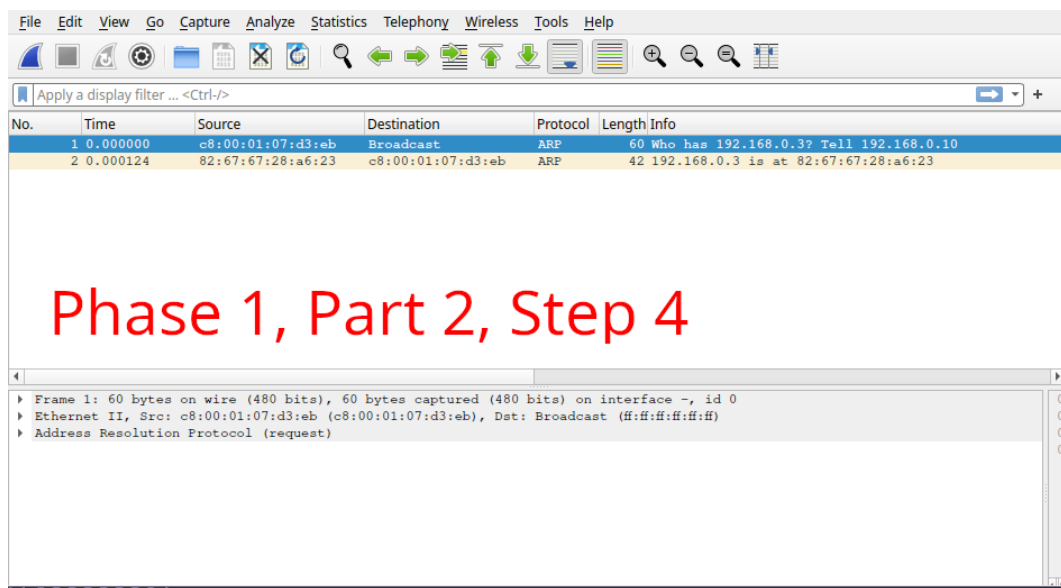 File Edit View Go Capture Analyze Statistics Telephony Wireless Tools Help
Apply a display filter ... <Ctrl-/>
+
No. Time Source Destination Protocol Length Info
1 0.000000 c8:00:01:07:d3:eb Broadcast ARP 60 Who has 192.168.0.3? Tell 192.168.0.10
2 0.000124 82:67:67:28:a6:23 c8:00:01:07:d3:eb ARP 42 192.168.0.3 is at 82:67:67:28:a6:23
Phase 1, Part 2, Step 4
Frame 1: 60 bytes on wire (480 bits), 60 bytes captured (480 bits) on interface -, id 0
Ethernet II, Src: c8:00:01:07:d3:eb (c8:00:01:07:d3:eb), Dst: Broadcast (ff:ff:ff:ff:ff:ff)
Address Resolution Protocol (request)